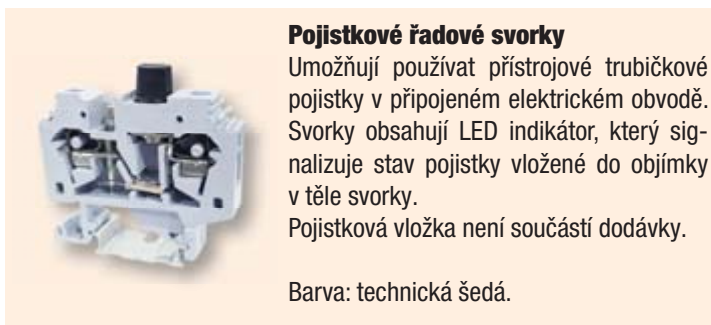 Pojistkové řadové svorky
Umožňují používat přístrojové trubičkové
pojistky v připojeném elektrickém obvodě.
Svorky obsahují LED indikátor, který sig-
nalizuje stav pojistky vložené do objímky
v těle svorky.
Pojistková vložka není součástí dodávky.
Barva: technická šedá.